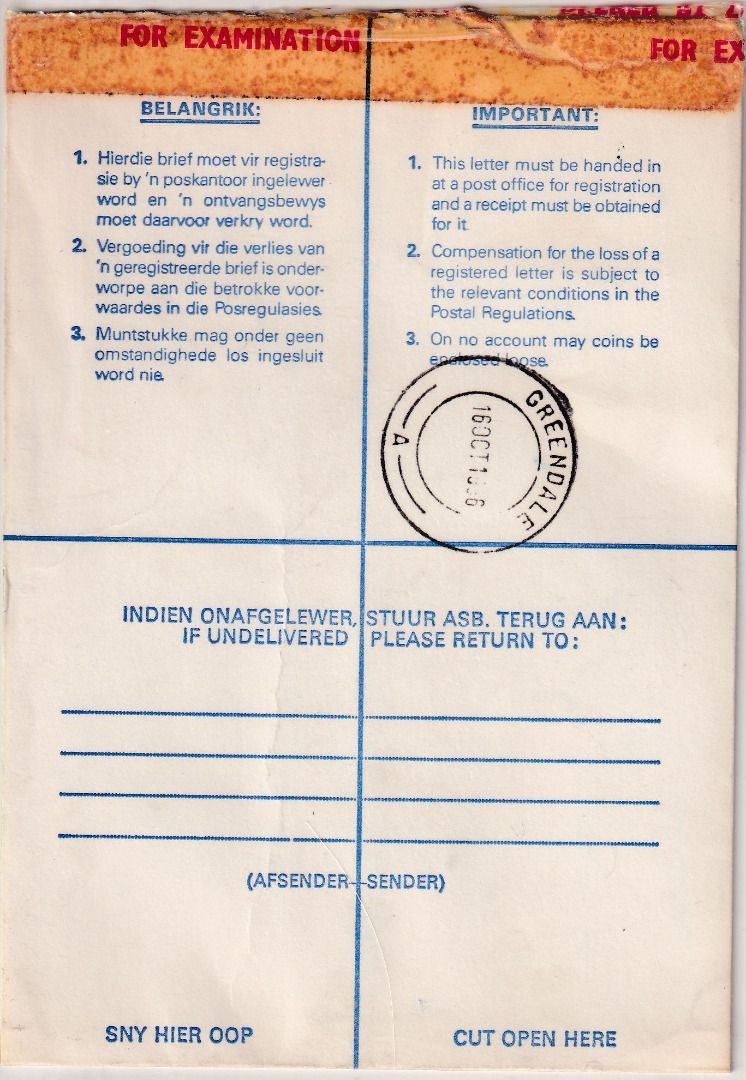 FOR EXAMINATION
FOR EX
BELANGRIK:
1. Hierdie brief moet vir registra-
sie by 'n poskantoor ingelewer
word en 'n ontvangsbewys
moet daarvoor verkry word.
2. Vergoeding vir die verlies van
'n geregistreerde brief is onder-
worpe aan die betrokke voor-
waardes in die Posregulasies.
3. Muntstukke mag onder geen
omstandighede los ingesluit
word nie.
IMPORTANT:
1. This letter must be handed in
at a post office for registration
and a receipt must be obtained
for it.
2. Compensation for the loss of a
registered letter is subject to
the relevant conditions in the
Postal Regulations.
3. On no account may coins be
enclosed loose.
GREENDALE
16 OCT
A
INDIEN ONAFGELEWER, STUUR ASB. TERUG AAN:
IF UNDELIVERED PLEASE RETURN TO:
(AFSENDER—SENDER)
SNY HIER OOP
CUT OPEN HERE